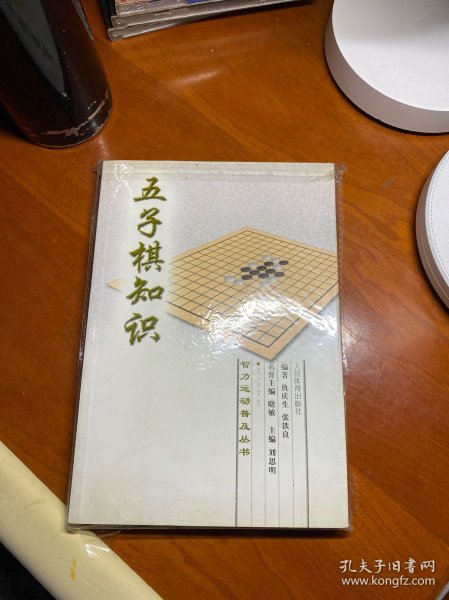 五子棋知识
人民体育出版社
编著 仇庆生 张铁良
名誉主编 晓敏 主编 刘思明
智力运动普及丛书
孔夫子旧书网
www.kongfz.com